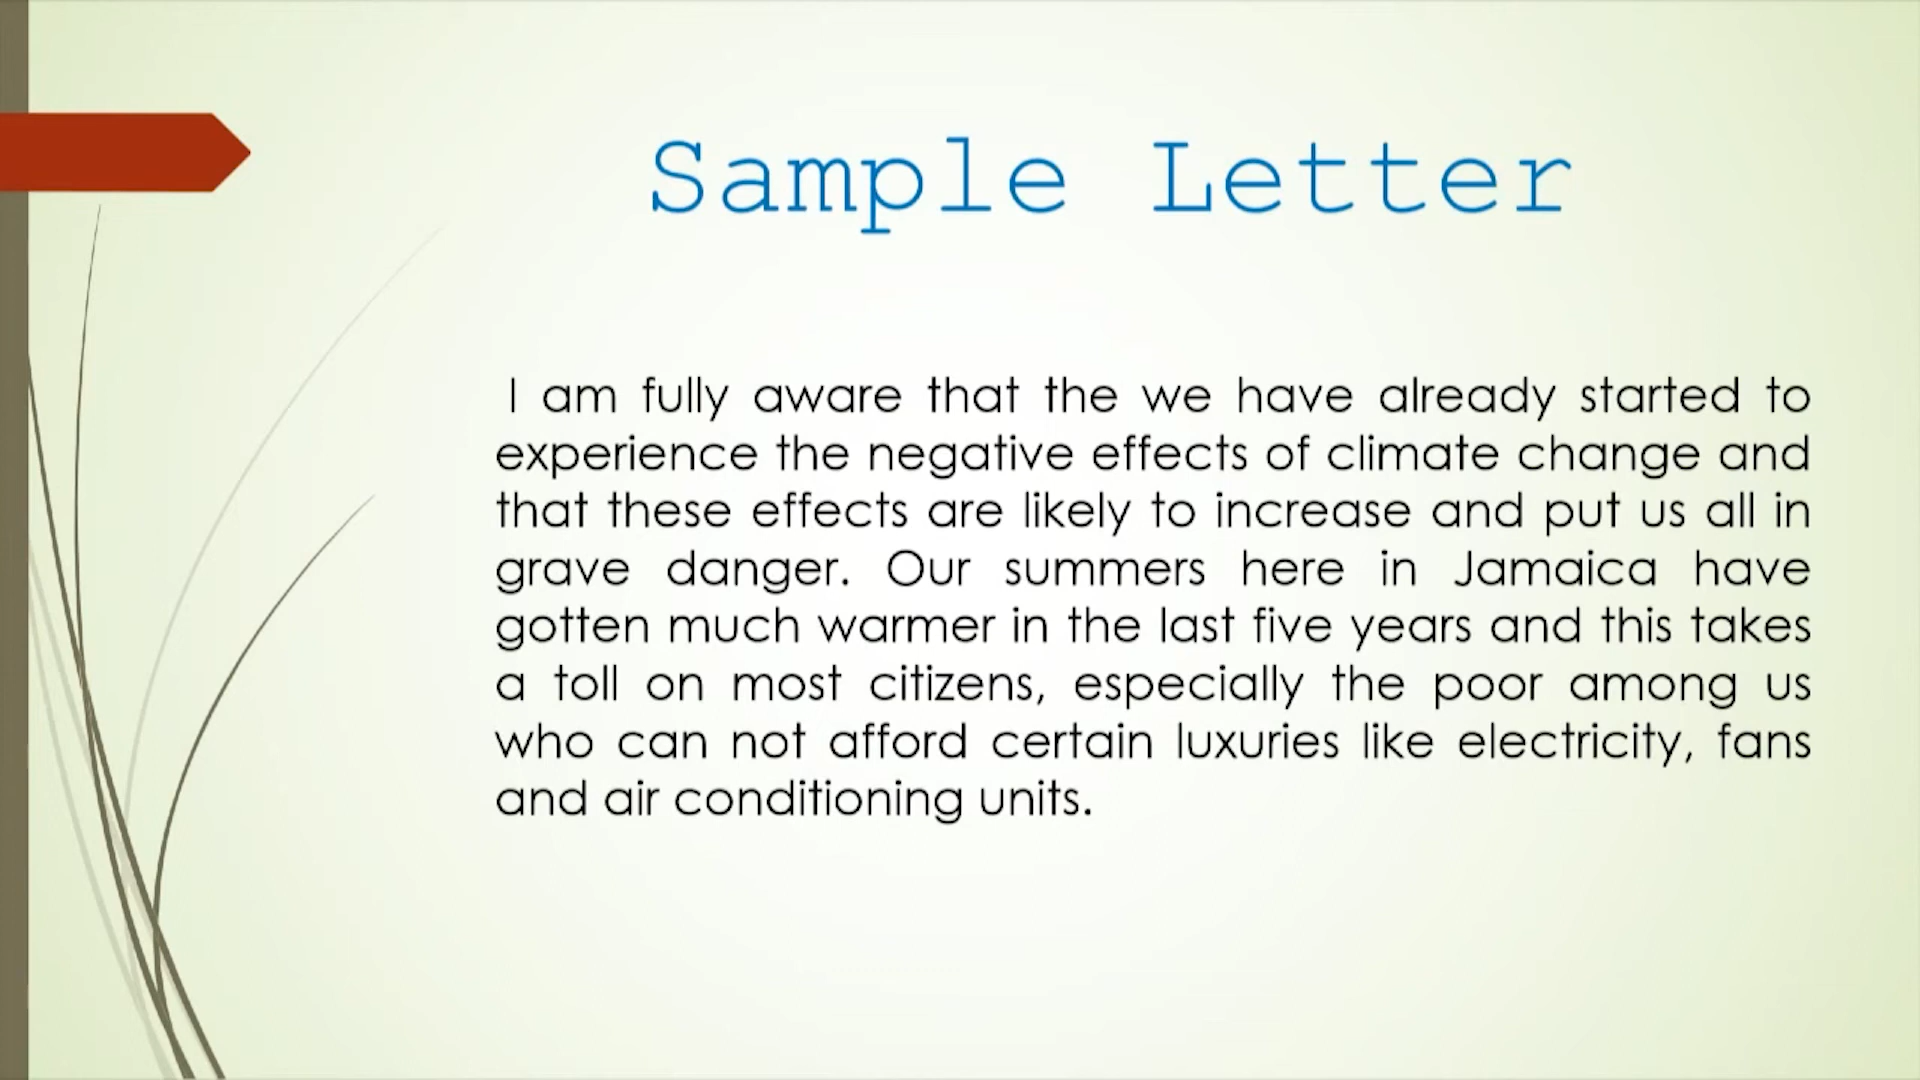 Sample Letter
I am fully aware that the we have already started to
experience the negative effects of climate change and
that these effects are likely to increase and put us all in
grave danger. Our summers here in Jamaica have
gotten much warmer in the last five years and this takes
a toll on most citizens, especially the poor among us
who can not afford certain luxuries like electricity, fans
and air conditioning units.